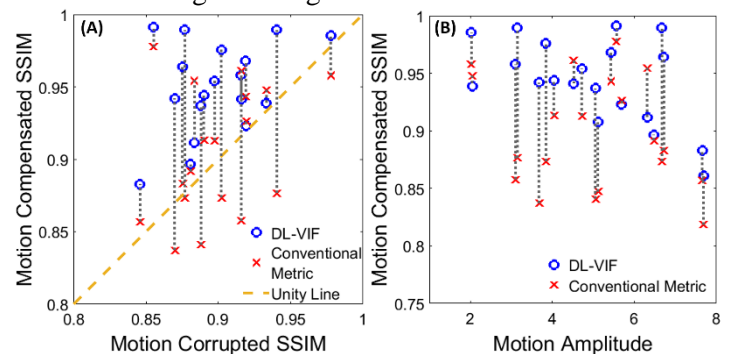 (A)
Motion Compensated SSIM
1
0.95
0.9
0.85
0.8
0.8 0.85 0.9 0.95 1
Motion Corrupted SSIM
DL-VIF
Conventional
Metric
Unity Line
(B)
Motion Compensated SSIM
1
0.95
0.9
0.85
0.8
0.75
2 4 6 8
Motion Amplitude
DL-VIF
Conventional Metric